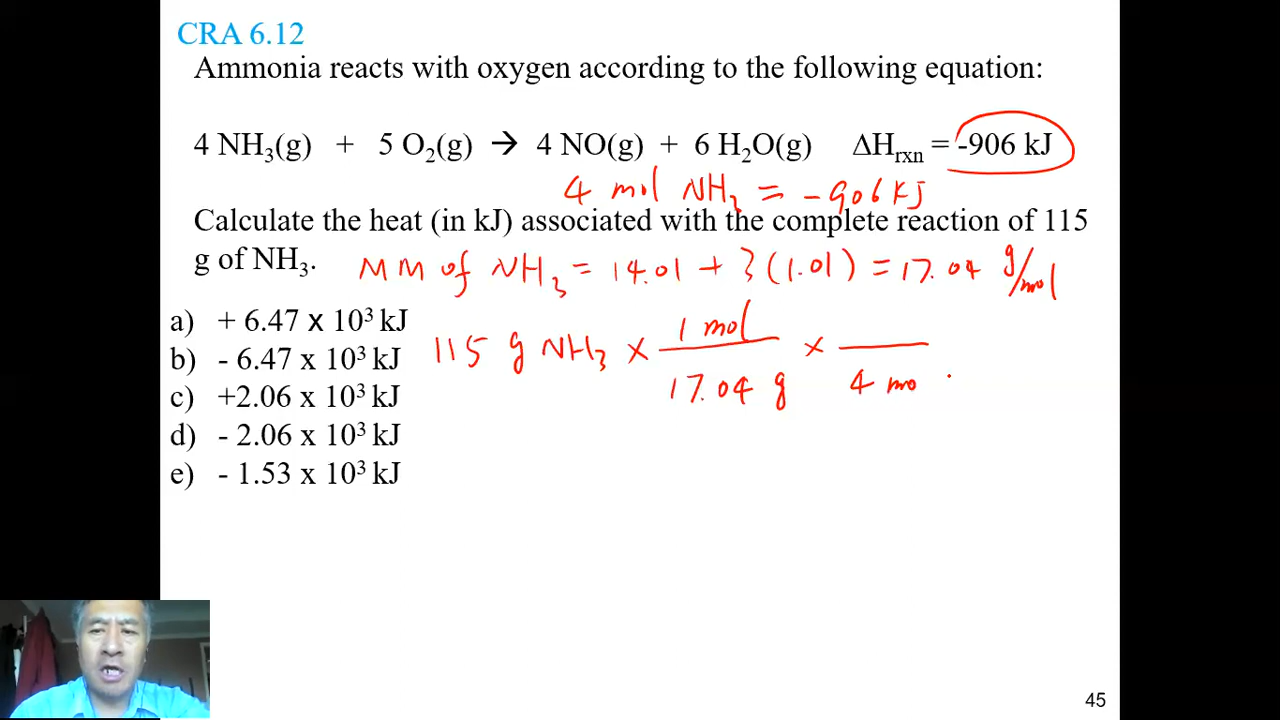 CRA 6.12
Ammonia reacts with oxygen according to the following equation:
4 NH₃(g) + 5 O₂(g) → 4 NO(g) + 6 H₂O(g) ΔHrxn = -906 kJ
4 mol NH₃ = -906 kJ
Calculate the heat (in kJ) associated with the complete reaction of 115
g of NH₃. MM of NH₃ = 14.01 + 3 (1.01) = 17.04 g/mol
a) + 6.47 x 10³ kJ
b) - 6.47 x 10³ kJ
c) +2.06 x 10³ kJ
d) - 2.06 x 10³ kJ
e) - 1.53 x 10³ kJ
115 g NH₃ x 1 mol / 17.04 g x / 4 mo
45